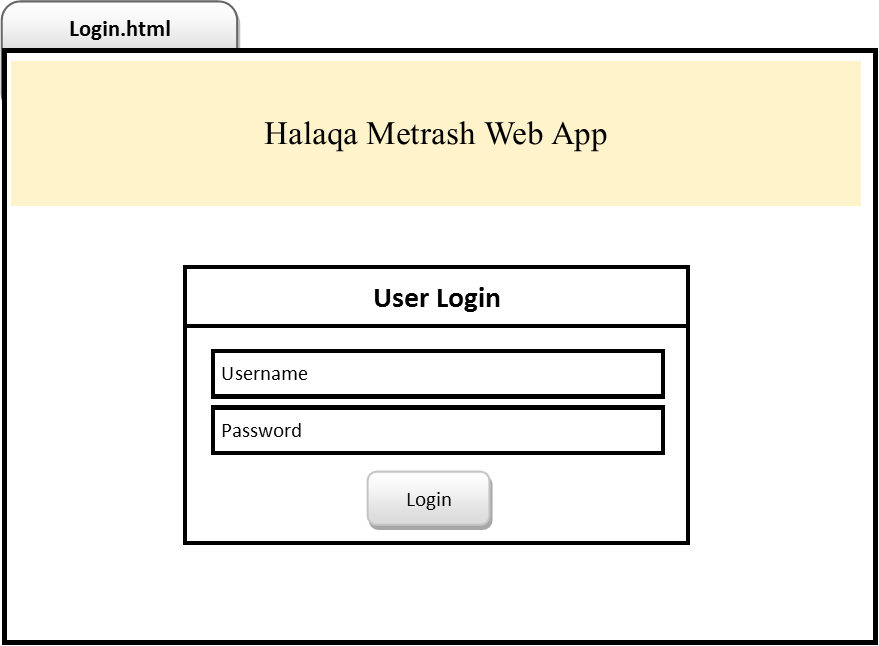 Login.html
Halaqa Metrash Web App
User Login
Username
Password
Login